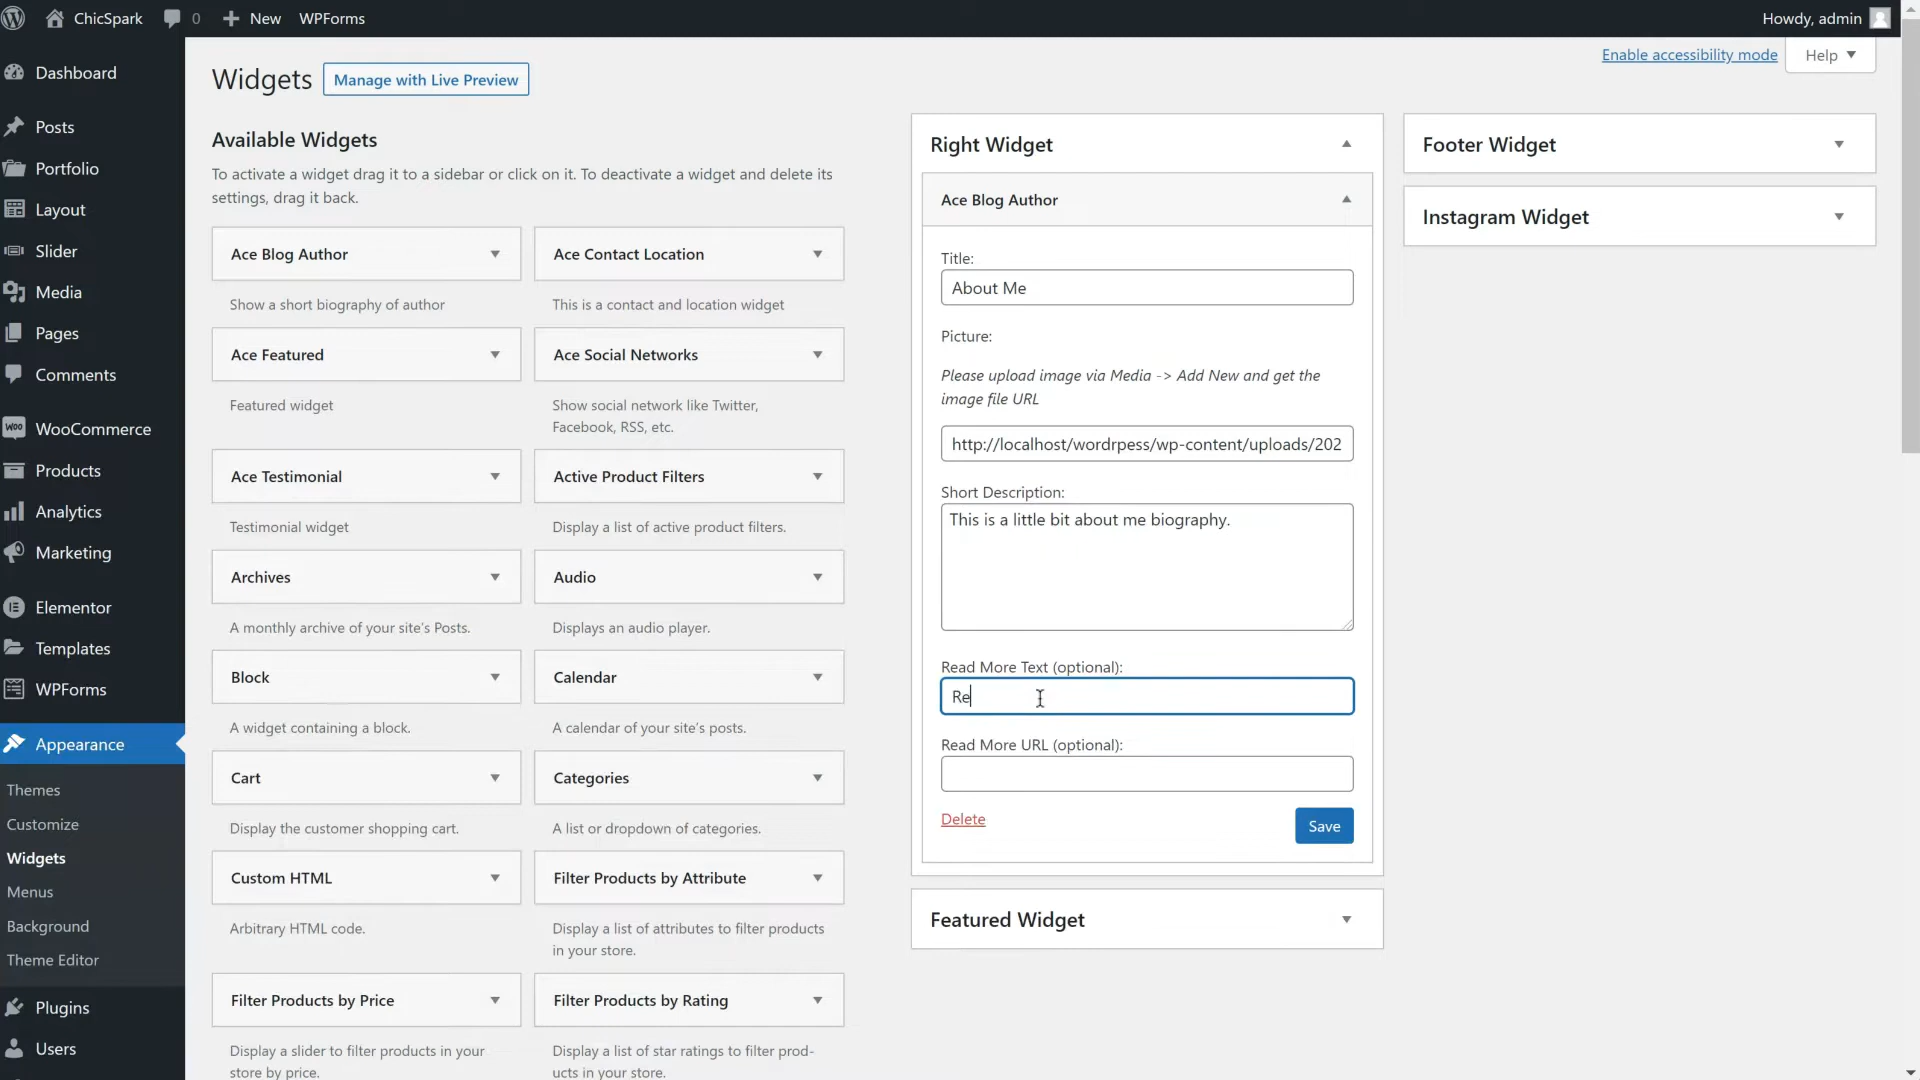 ChicSpark
0
New
WPForms
Howdy, admin
Dashboard
Posts
Portfolio
Layout
Slider
Media
Pages
Comments
WooCommerce
Products
Analytics
Marketing
Elementor
Templates
WPForms
Appearance
Themes
Customize
Widgets
Menus
Background
Theme Editor
Plugins
Users
Widgets
Manage with Live Preview
Enable accessibility mode
Help
Available Widgets
To activate a widget drag it to a sidebar or click on it. To deactivate a widget and delete its
settings, drag it back.
Ace Blog Author
Show a short biography of author
Ace Contact Location
This is a contact and location widget
Ace Featured
Featured widget
Ace Social Networks
Show social network like Twitter,
Facebook, RSS, etc.
Ace Testimonial
Testimonial widget
Active Product Filters
Display a list of active product filters.
Archives
A monthly archive of your site's Posts.
Audio
Displays an audio player.
Block
A widget containing a block.
Calendar
A calendar of your site's posts.
Cart
Display the customer shopping cart.
Categories
A list or dropdown of categories.
Custom HTML
Arbitrary HTML code.
Filter Products by Attribute
Display a list of attributes to filter products
in your store.
Filter Products by Price
Display a slider to filter products in your
store by price.
Filter Products by Rating
Display a list of star ratings to filter prod-
ucts in your store.
Right Widget
Ace Blog Author
Title:
About Me
Picture:
Please upload image via Media -> Add New and get the
image file URL
http://localhost/wordrpess/wp-content/uploads/202
Short Description:
This is a little bit about me biography.
Read More Text (optional):
Re
Read More URL (optional):
Delete
Save
Featured Widget
Footer Widget
Instagram Widget